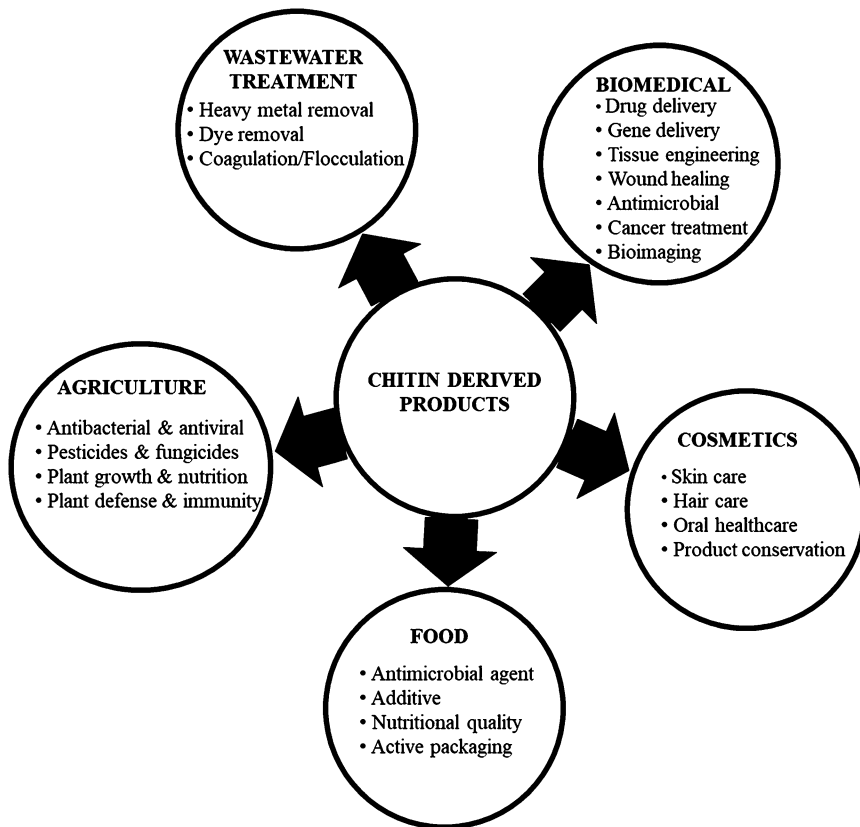 WASTEWATER
TREATMENT
• Heavy metal removal
• Dye removal
• Coagulation/Flocculation
BIOMEDICAL
• Drug delivery
• Gene delivery
• Tissue engineering
• Wound healing
• Antimicrobial
• Cancer treatment
• Bioimaging
CHITIN DERIVED
PRODUCTS
AGRICULTURE
• Antibacterial & antiviral
• Pesticides & fungicides
• Plant growth & nutrition
• Plant defense & immunity
COSMETICS
• Skin care
• Hair care
• Oral healthcare
• Product conservation
FOOD
• Antimicrobial agent
• Additive
• Nutritional quality
• Active packaging